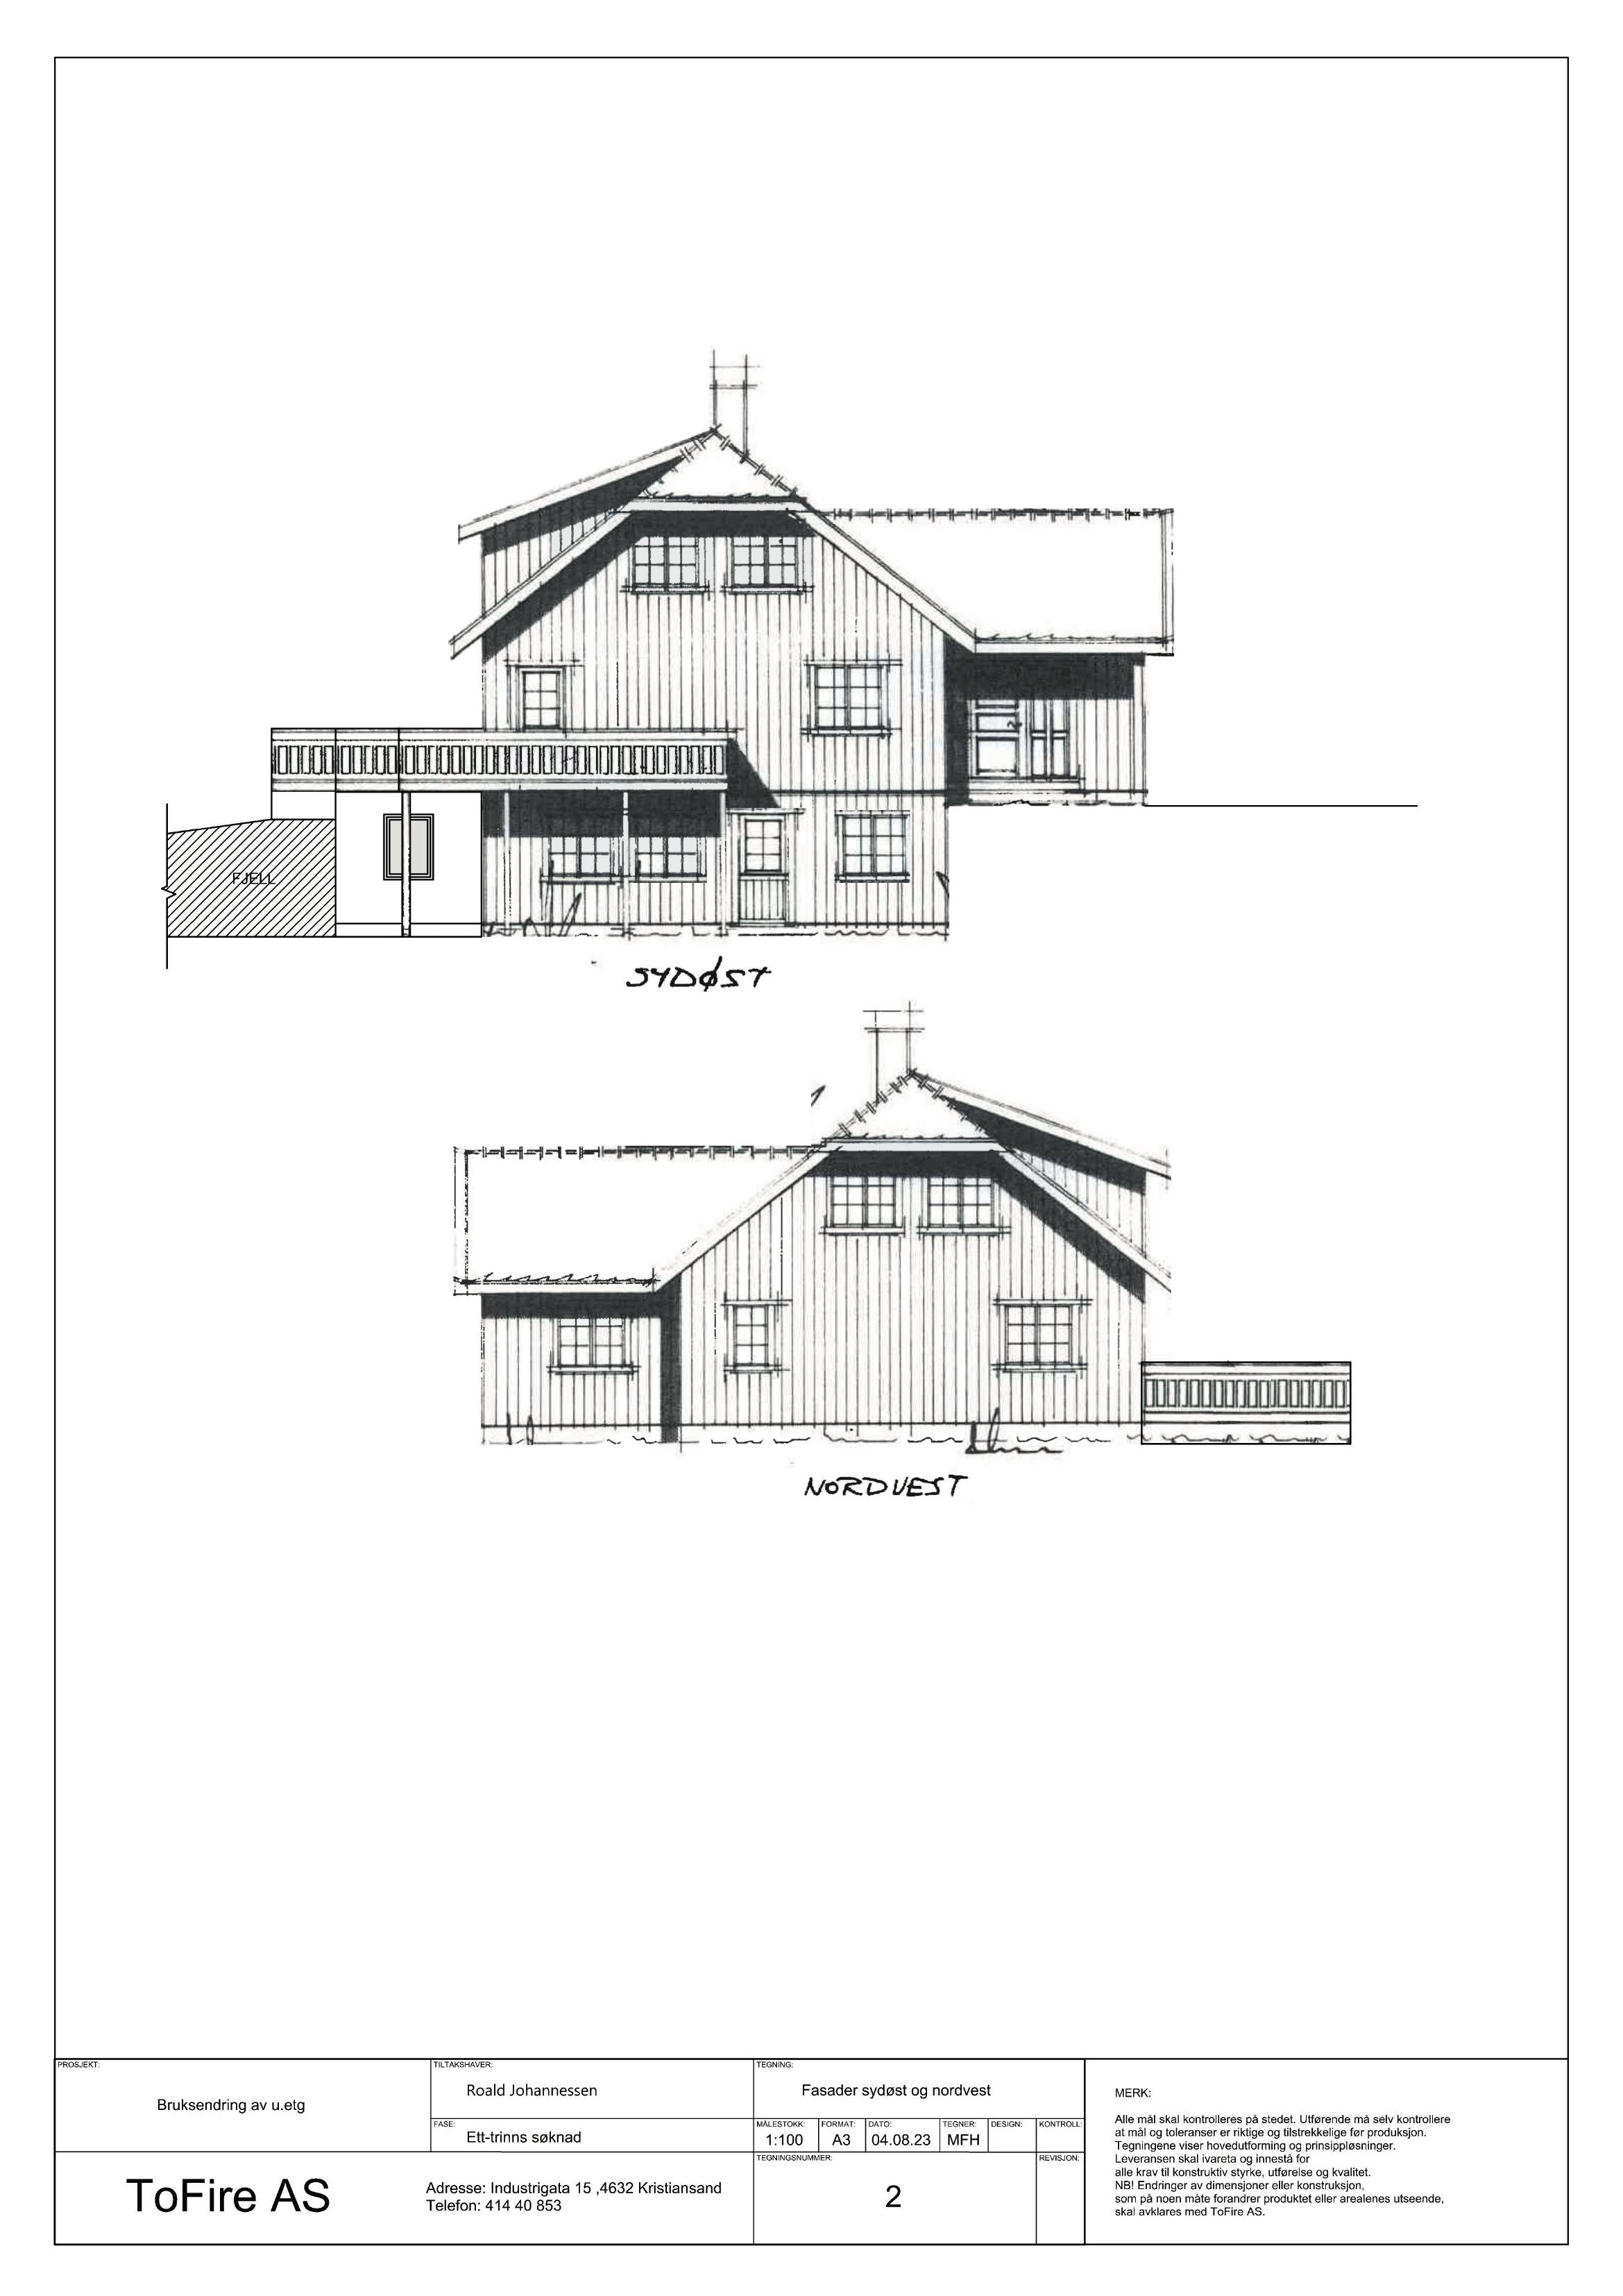 FJELL
SYDØST
NORDVEST
PROSJEKT:
Bruksendring av u.etg
TILTAKSHAVER:
Roald Johannessen
FASE:
Ett-trinns søknad
TEGNING:
Fasader sydøst og nordvest
MÅLESTOKK: FORMAT: DATO: TEGNER: DESIGN: KONTROLL:
1:100 A3 04.08.23 MFH
ToFire AS
Adresse: Industrigata 15 ,4632 Kristiansand
Telefon: 414 40 853
TEGNINGSNUMMER:
2
REVISJON:
MERK:
Alle mål skal kontrolleres på stedet. Utførende må selv kontrollere
at mål og toleranser er riktige og tilstrekkelige før produksjon.
Tegningene viser hovedutforming og prinsippløsninger.
Leveransen skal ivareta og innestå for
alle krav til konstruktiv styrke, utførelse og kvalitet.
NB! Endringer av dimensjoner eller konstruksjon,
som på noen måte forandrer produktet eller arealenes utseende,
skal avklares med ToFire AS.